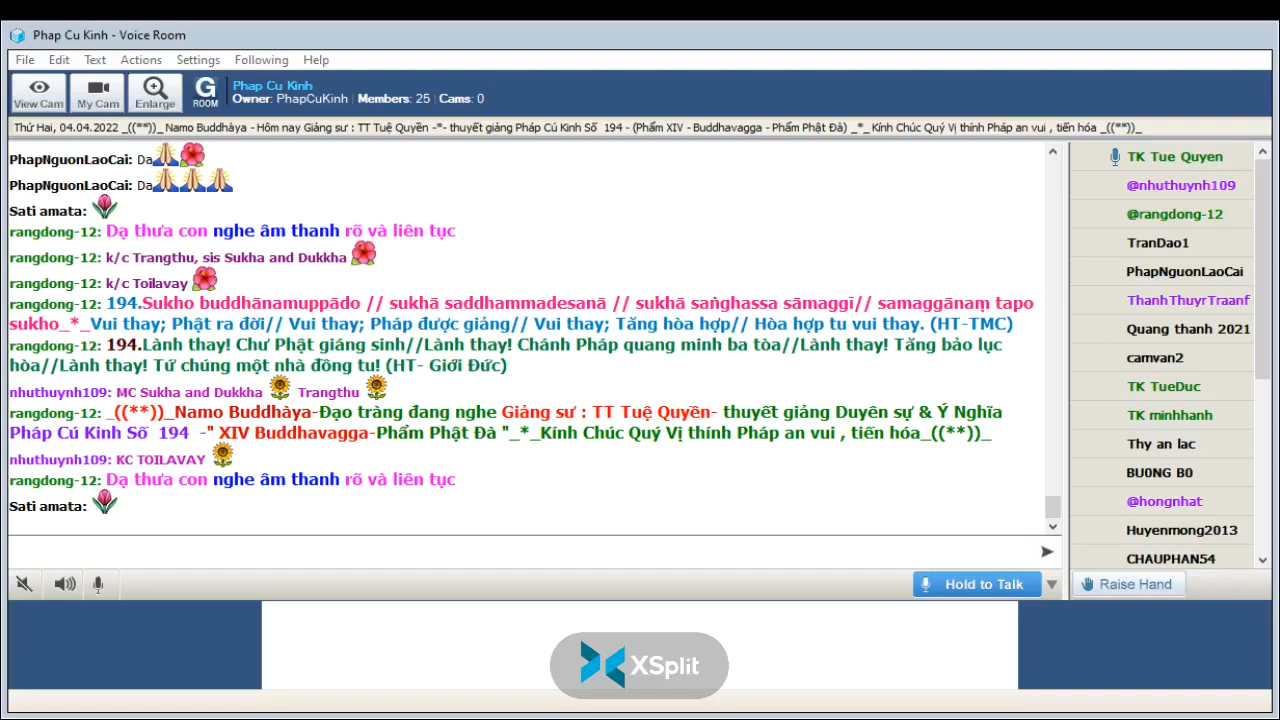 Phap Cu Kinh - Voice Room
File Edit Text Actions Settings Following Help
View Cam My Cam Enlarge G ROOM
Phap Cu Kinh
Owner: PhapCuKinh | Members: 25 | Cams: 0
Thứ Hai, 04.04.2022 _((**))_ Namo Buddhàya - Hôm nay Giảng sư : TT Tuệ Quyền -*- thuyết giảng Pháp Cú Kinh Số 194 - (Phẩm XIV - Buddhavagga - Phẩm Phật Đà) _*_ Kính Chúc Quý Vị thính Pháp an vui , tiến hóa _((**))_
PhapNguonLaoCai: Da
PhapNguonLaoCai: Da
Sati amata:
rangdong-12: Dạ thưa con nghe âm thanh rõ và liên tục
rangdong-12: k/c Trangthu, sis Sukha and Dukkha
rangdong-12: k/c Toilavay
rangdong-12: 194.Sukho buddhānamuppādo // sukhā saddhammadesanā // sukhā saṅghassa sāmaggī// samaggānaṃ tapo
sukho_*_Vui thay; Phật ra đời// Vui thay; Pháp được giảng// Vui thay; Tăng hòa hợp// Hòa hợp tu vui thay. (HT-TMC)
rangdong-12: 194.Lành thay! Chư Phật giáng sinh//Lành thay! Chánh Pháp quang minh ba tòa//Lành thay! Tăng bảo lục
hòa//Lành thay! Tứ chúng một nhà đồng tu! (HT- Giới Đức)
nhuthuynh109: MC Sukha and Dukkha Trangthu
rangdong-12: _((**))_Namo Buddhàya-Đạo tràng đang nghe Giảng sư : TT Tuệ Quyền- thuyết giảng Duyên sự & Ý Nghĩa
Pháp Cú Kinh Số 194 -" XIV Buddhavagga-Phẩm Phật Đà "_*_Kính Chúc Quý Vị thính Pháp an vui , tiến hóa_((**))_
nhuthuynh109: KC TOILAVAY
rangdong-12: Dạ thưa con nghe âm thanh rõ và liên tục
Sati amata:
TK Tue Quyen
@nhuthuynh109
@rangdong-12
TranDao1
PhapNguonLaoCai
ThanhThuyrTraanf
Quang thanh 2021
camvan2
TK TueDuc
TK minhhanh
Thy an lac
BU0NG B0
@hongnhat
Huyenmong2013
CHAUPHAN54
Hold to Talk
Raise Hand
XSplit